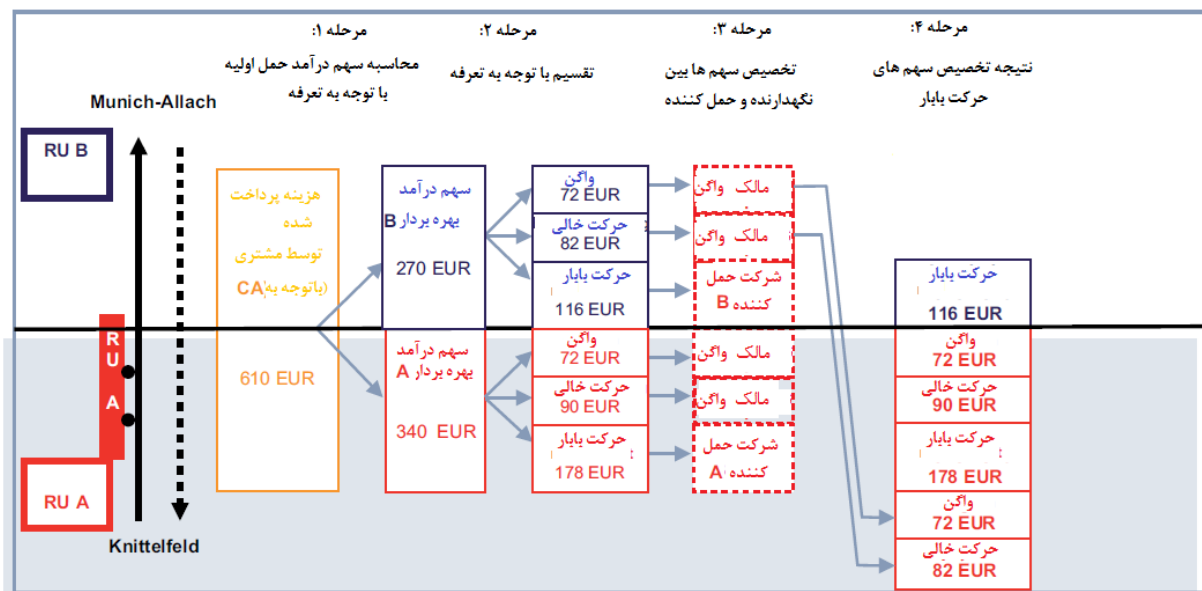 مرحله ۱:
محاسبه سهم درآمد حمل اولیه
با توجه به تعرفه
مرحله ۲:
تقسیم با توجه به تعرفه
مرحله ۳:
تخصیص سهم ها بین
نگهدارنده و حمل کننده
مرحله ۴:
نتیجه تخصیص سهم های
حرکت بابار
Munich-Allach
RU B
RU A
RU A
Knittelfeld
هزینه پرداخت
شده
توسط مشتری
(باتوجه به CA)
610 EUR
سهم درآمد
بهره بردار B
270 EUR
سهم درآمد
بهره بردار A
340 EUR
واگن
72 EUR
حرکت خالی
82 EUR
حرکت بابار
116 EUR
واگن
72 EUR
حرکت خالی
90 EUR
حرکت بابار
178 EUR
مالک واگن
مالک واگن
شرکت حمل
کننده B
مالک واگن
مالک واگن
شرکت حمل
کننده A
حرکت بابار
116 EUR
واگن
72 EUR
حرکت خالی
90 EUR
حرکت بابار
178 EUR
واگن
72 EUR
حرکت خالی
82 EUR